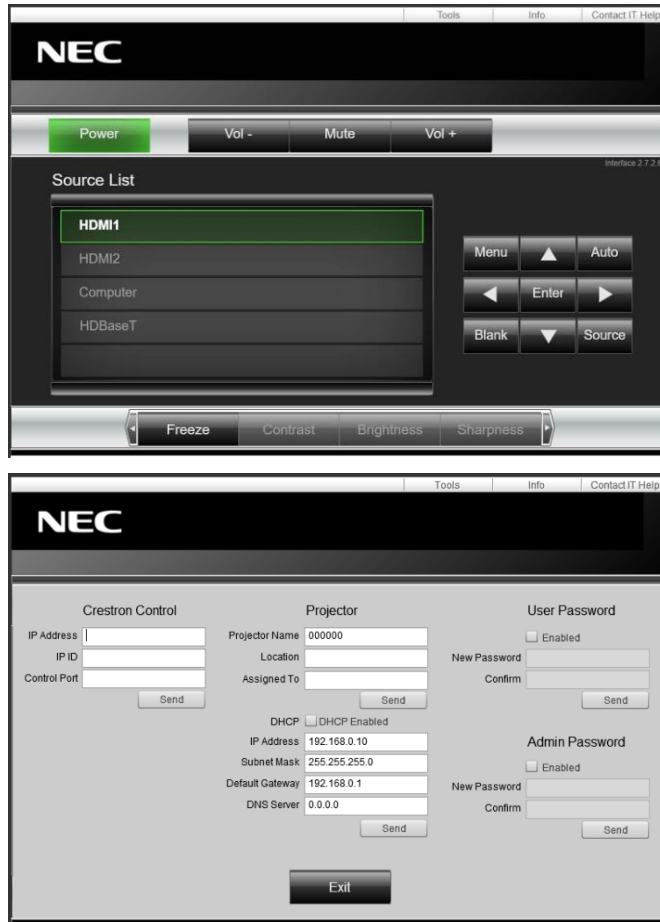 Tools Info Contact IT Help
NEC
Power Vol - Mute Vol +
Interface 2.7.2.6
Source List
HDMI1
HDMI2
Computer
HDBaseT
Menu Auto
Enter
Blank Source
Freeze Contrast Brightness Sharpness
Tools Info Contact IT Help
NEC
Crestron Control Projector User Password
IP Address Projector Name 000000 Enabled
IP ID Location New Password
Control Port Assigned To Confirm
Send Send Send
DHCP DHCP Enabled
IP Address 192.168.0.10 Admin Password
Subnet Mask 255.255.255.0 Enabled
Default Gateway 192.168.0.1 New Password
DNS Server 0.0.0.0 Confirm
Send Send
Exit